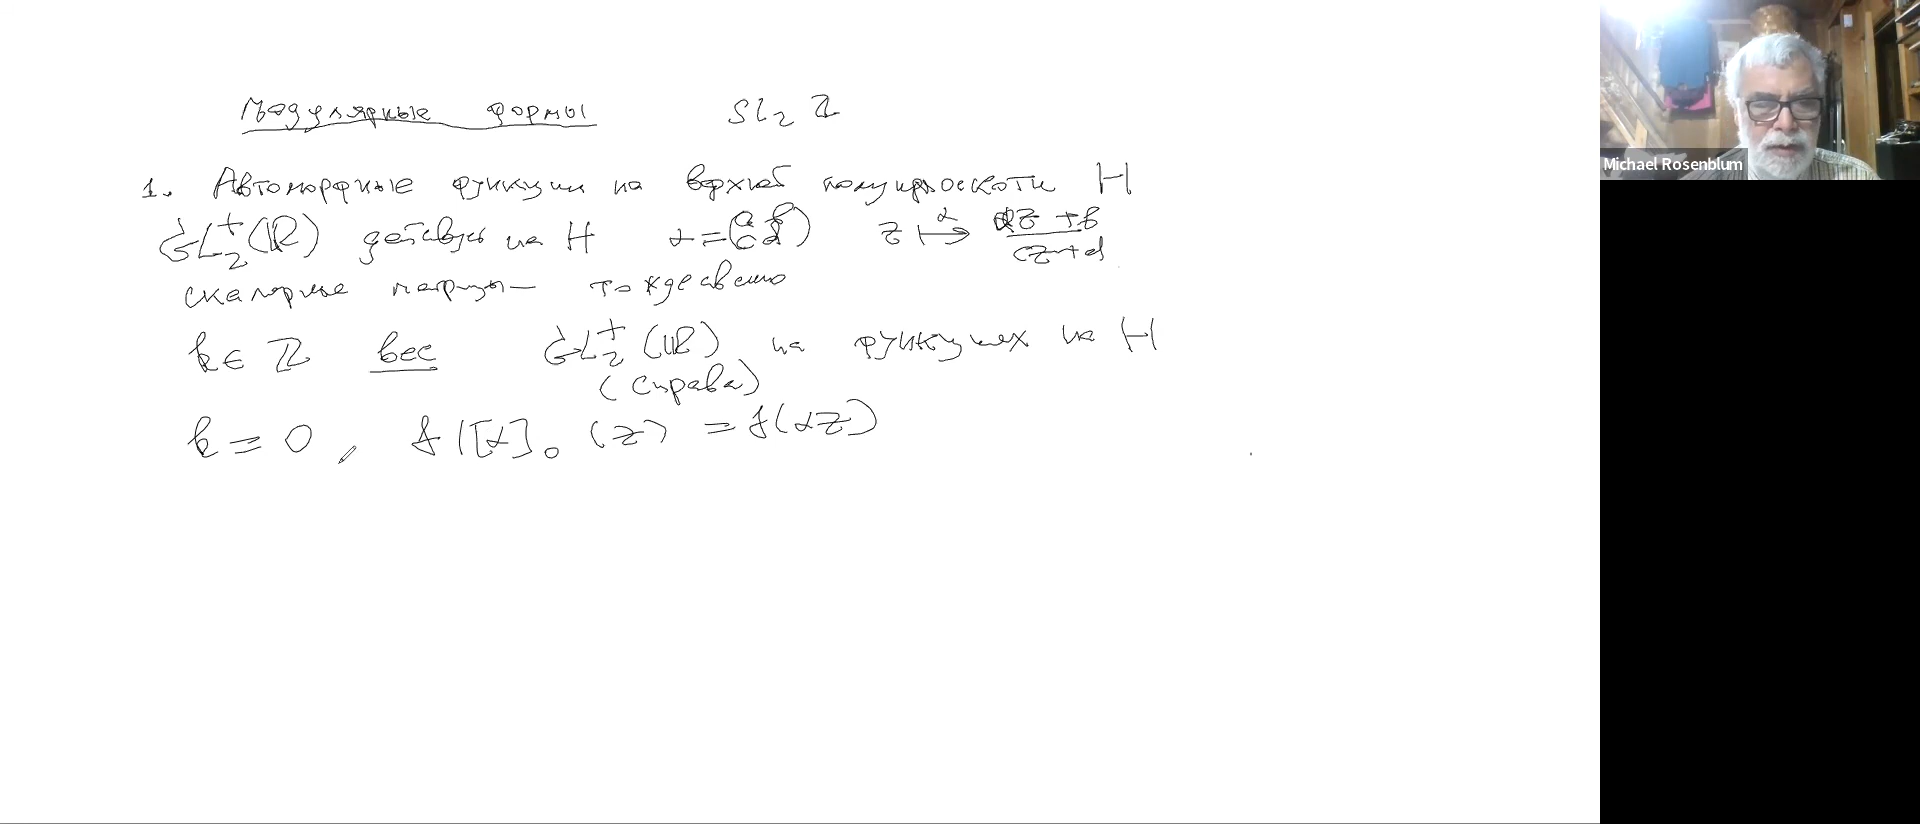 Модулярные формы SL₂ ℤ
1. Автоморфные функции на верхней полуплоскости H
GL₂⁺(ℝ) действует на H α = (a b c d) z ↦^α (az + b)/(cz + d)
скалярные матрицы — тождественно
k ∈ ℤ вес GL₂⁺(ℝ) на функциях на H
(справа)
k = 0, f|[α]₀ (z) = f(αz)
Michael Rosenblum